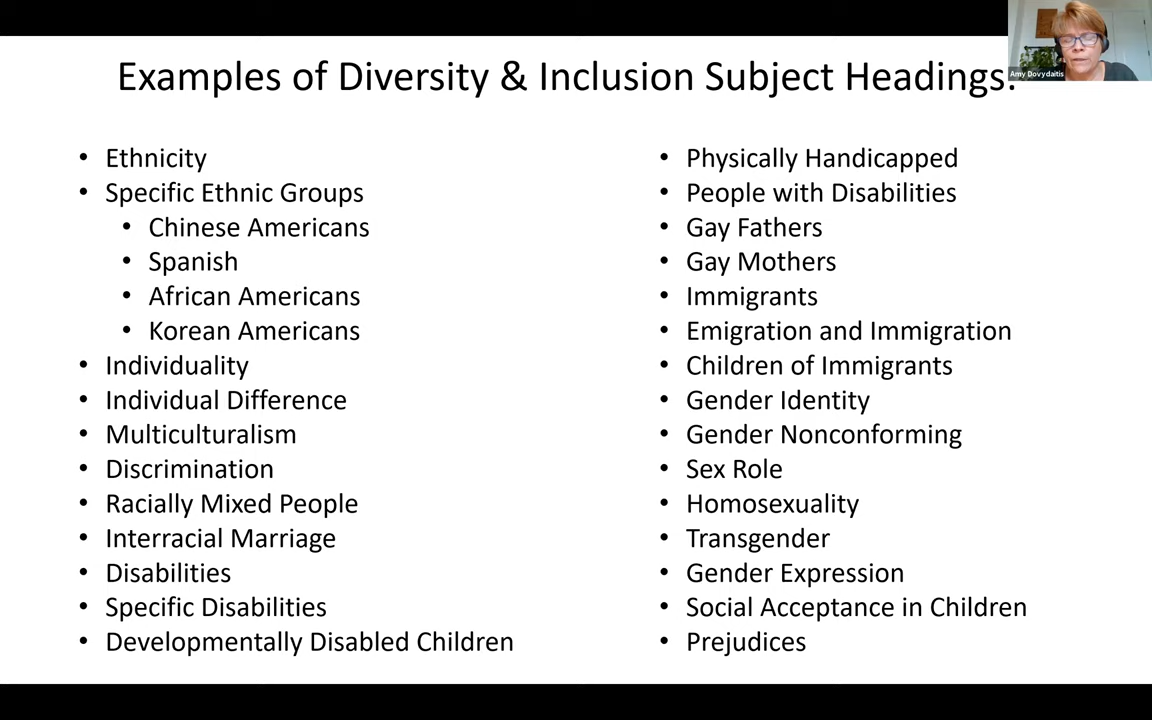 Examples of Diversity & Inclusion Subject Headings:
Amy Dovydaitis
• Ethnicity
• Specific Ethnic Groups
• Chinese Americans
• Spanish
• African Americans
• Korean Americans
• Individuality
• Individual Difference
• Multiculturalism
• Discrimination
• Racially Mixed People
• Interracial Marriage
• Disabilities
• Specific Disabilities
• Developmentally Disabled Children
• Physically Handicapped
• People with Disabilities
• Gay Fathers
• Gay Mothers
• Immigrants
• Emigration and Immigration
• Children of Immigrants
• Gender Identity
• Gender Nonconforming
• Sex Role
• Homosexuality
• Transgender
• Gender Expression
• Social Acceptance in Children
• Prejudices